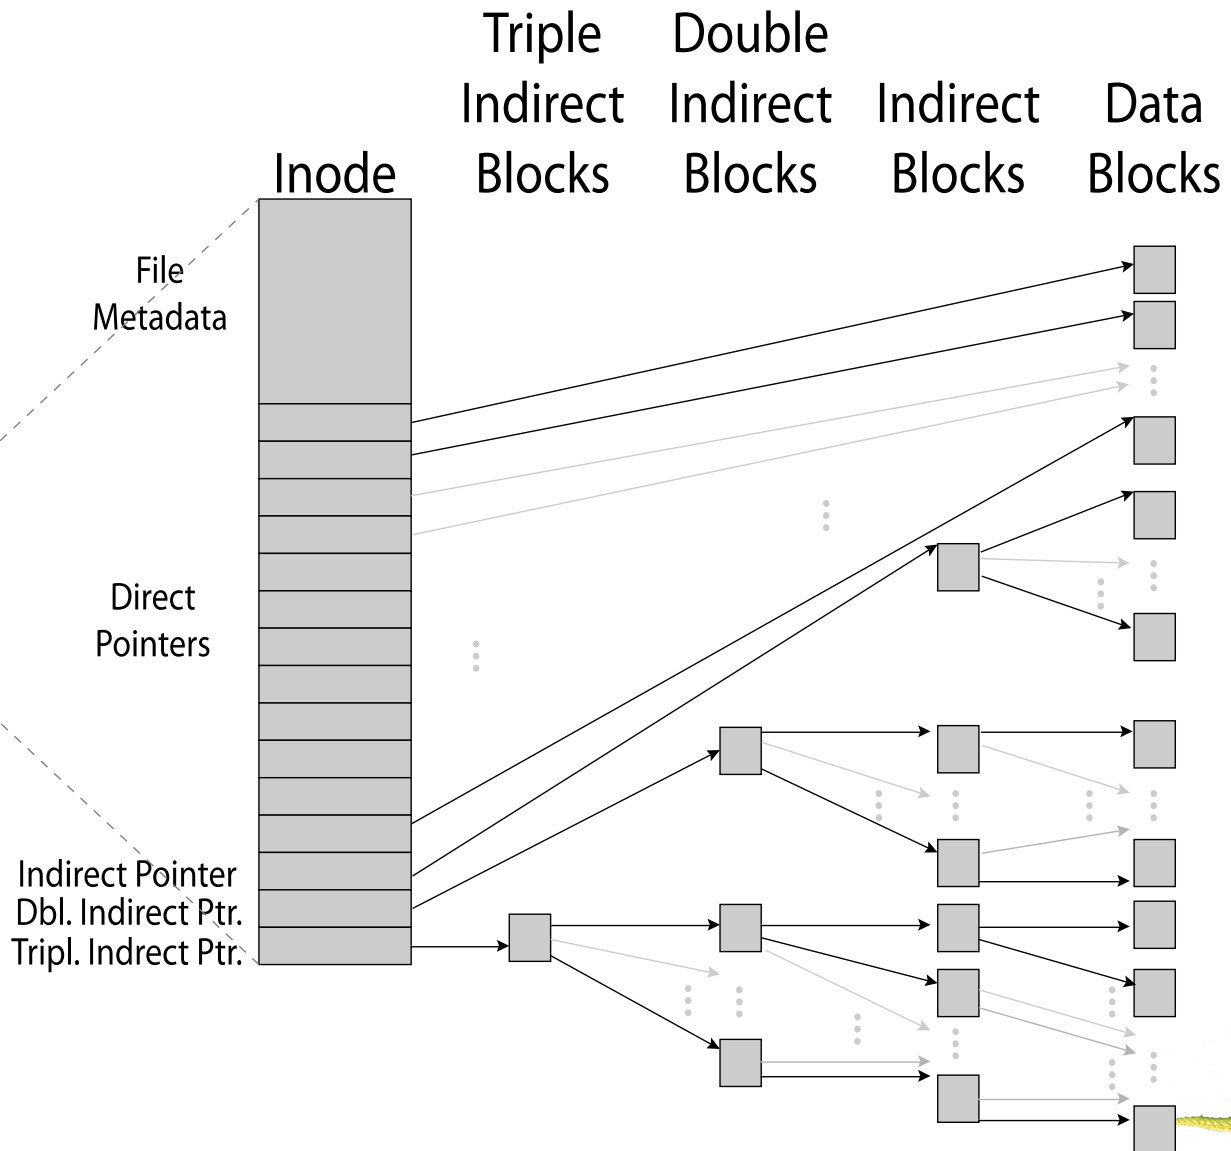 Triple
Indirect
Blocks
Double
Indirect
Blocks
Indirect
Blocks
Data
Blocks
Inode
File
Metadata
Direct
Pointers
Indirect Pointer
Dbl. Indirect Ptr.
Tripl. Indirect Ptr.